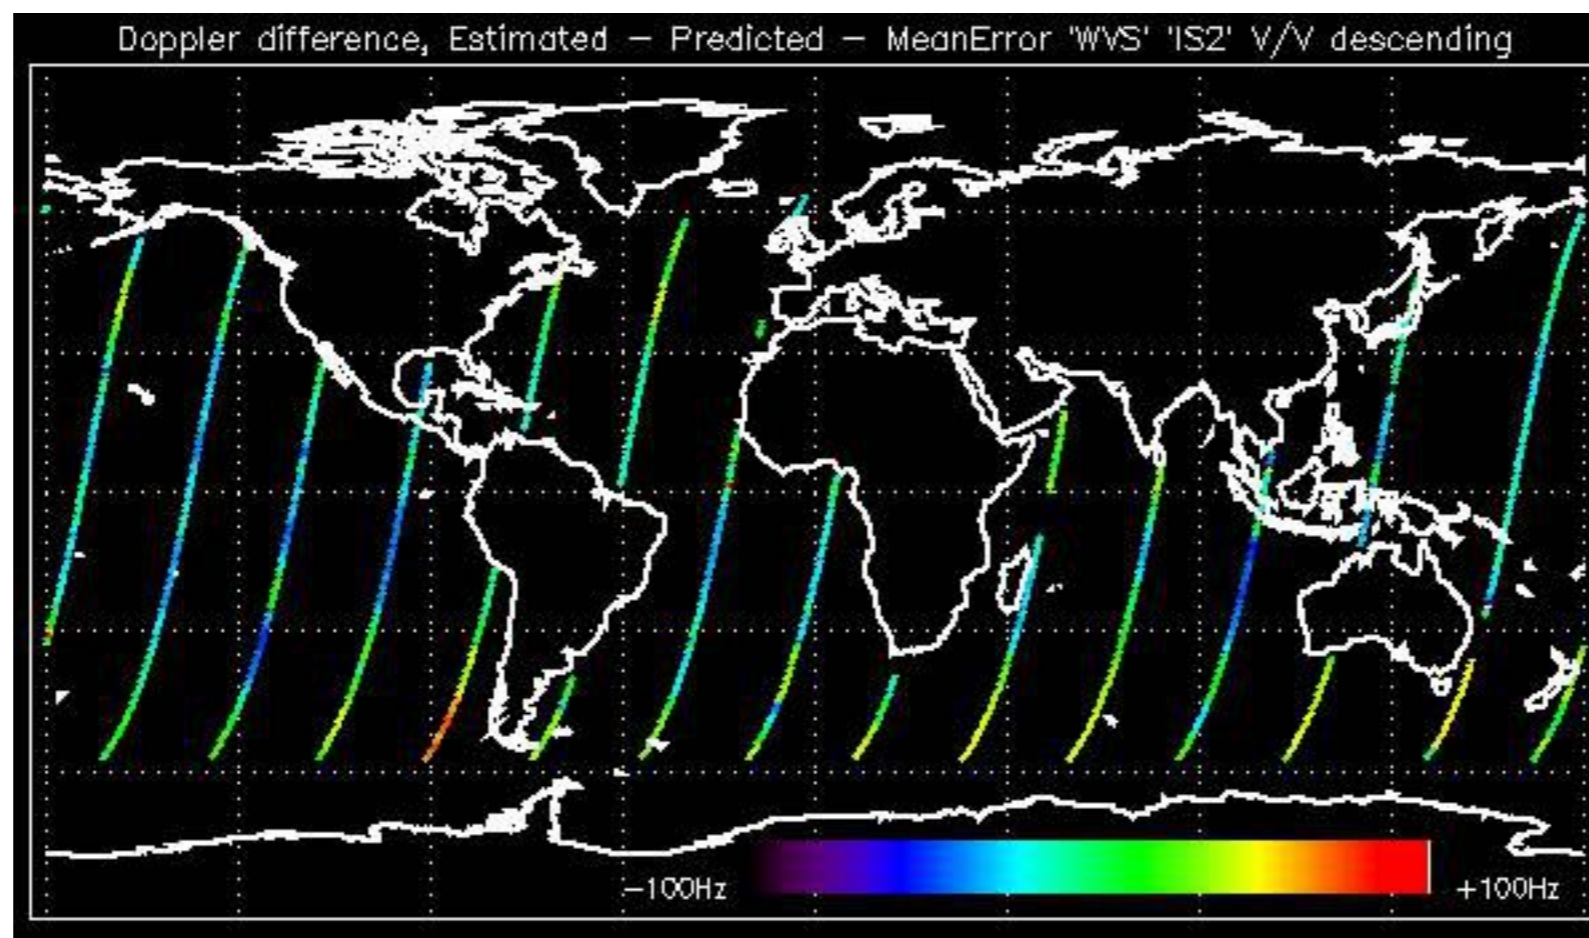 Doppler difference, Estimated – Predicted – MeanError 'WVS' 'IS2' V/V descending
−100Hz +100Hz